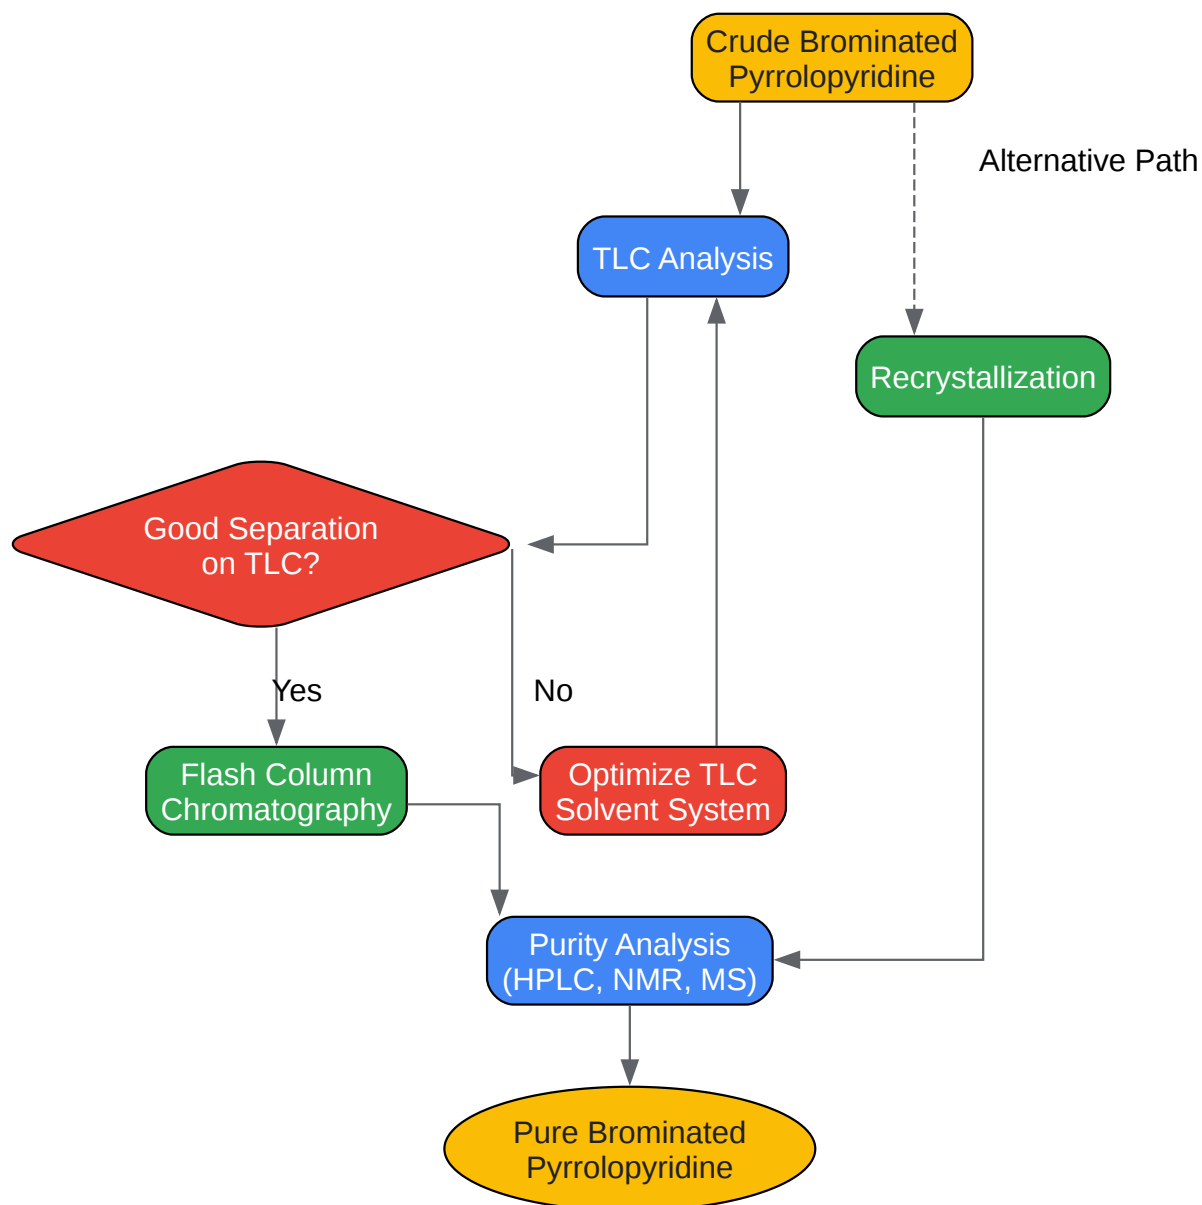 Crude Brominated
Pyrrolopyridine
Alternative Path
TLC Analysis
Recrystallization
Good Separation
on TLC?
Yes
No
Flash Column
Chromatography
Optimize TLC
Solvent System
Purity Analysis
(HPLC, NMR, MS)
Pure Brominated
Pyrrolopyridine